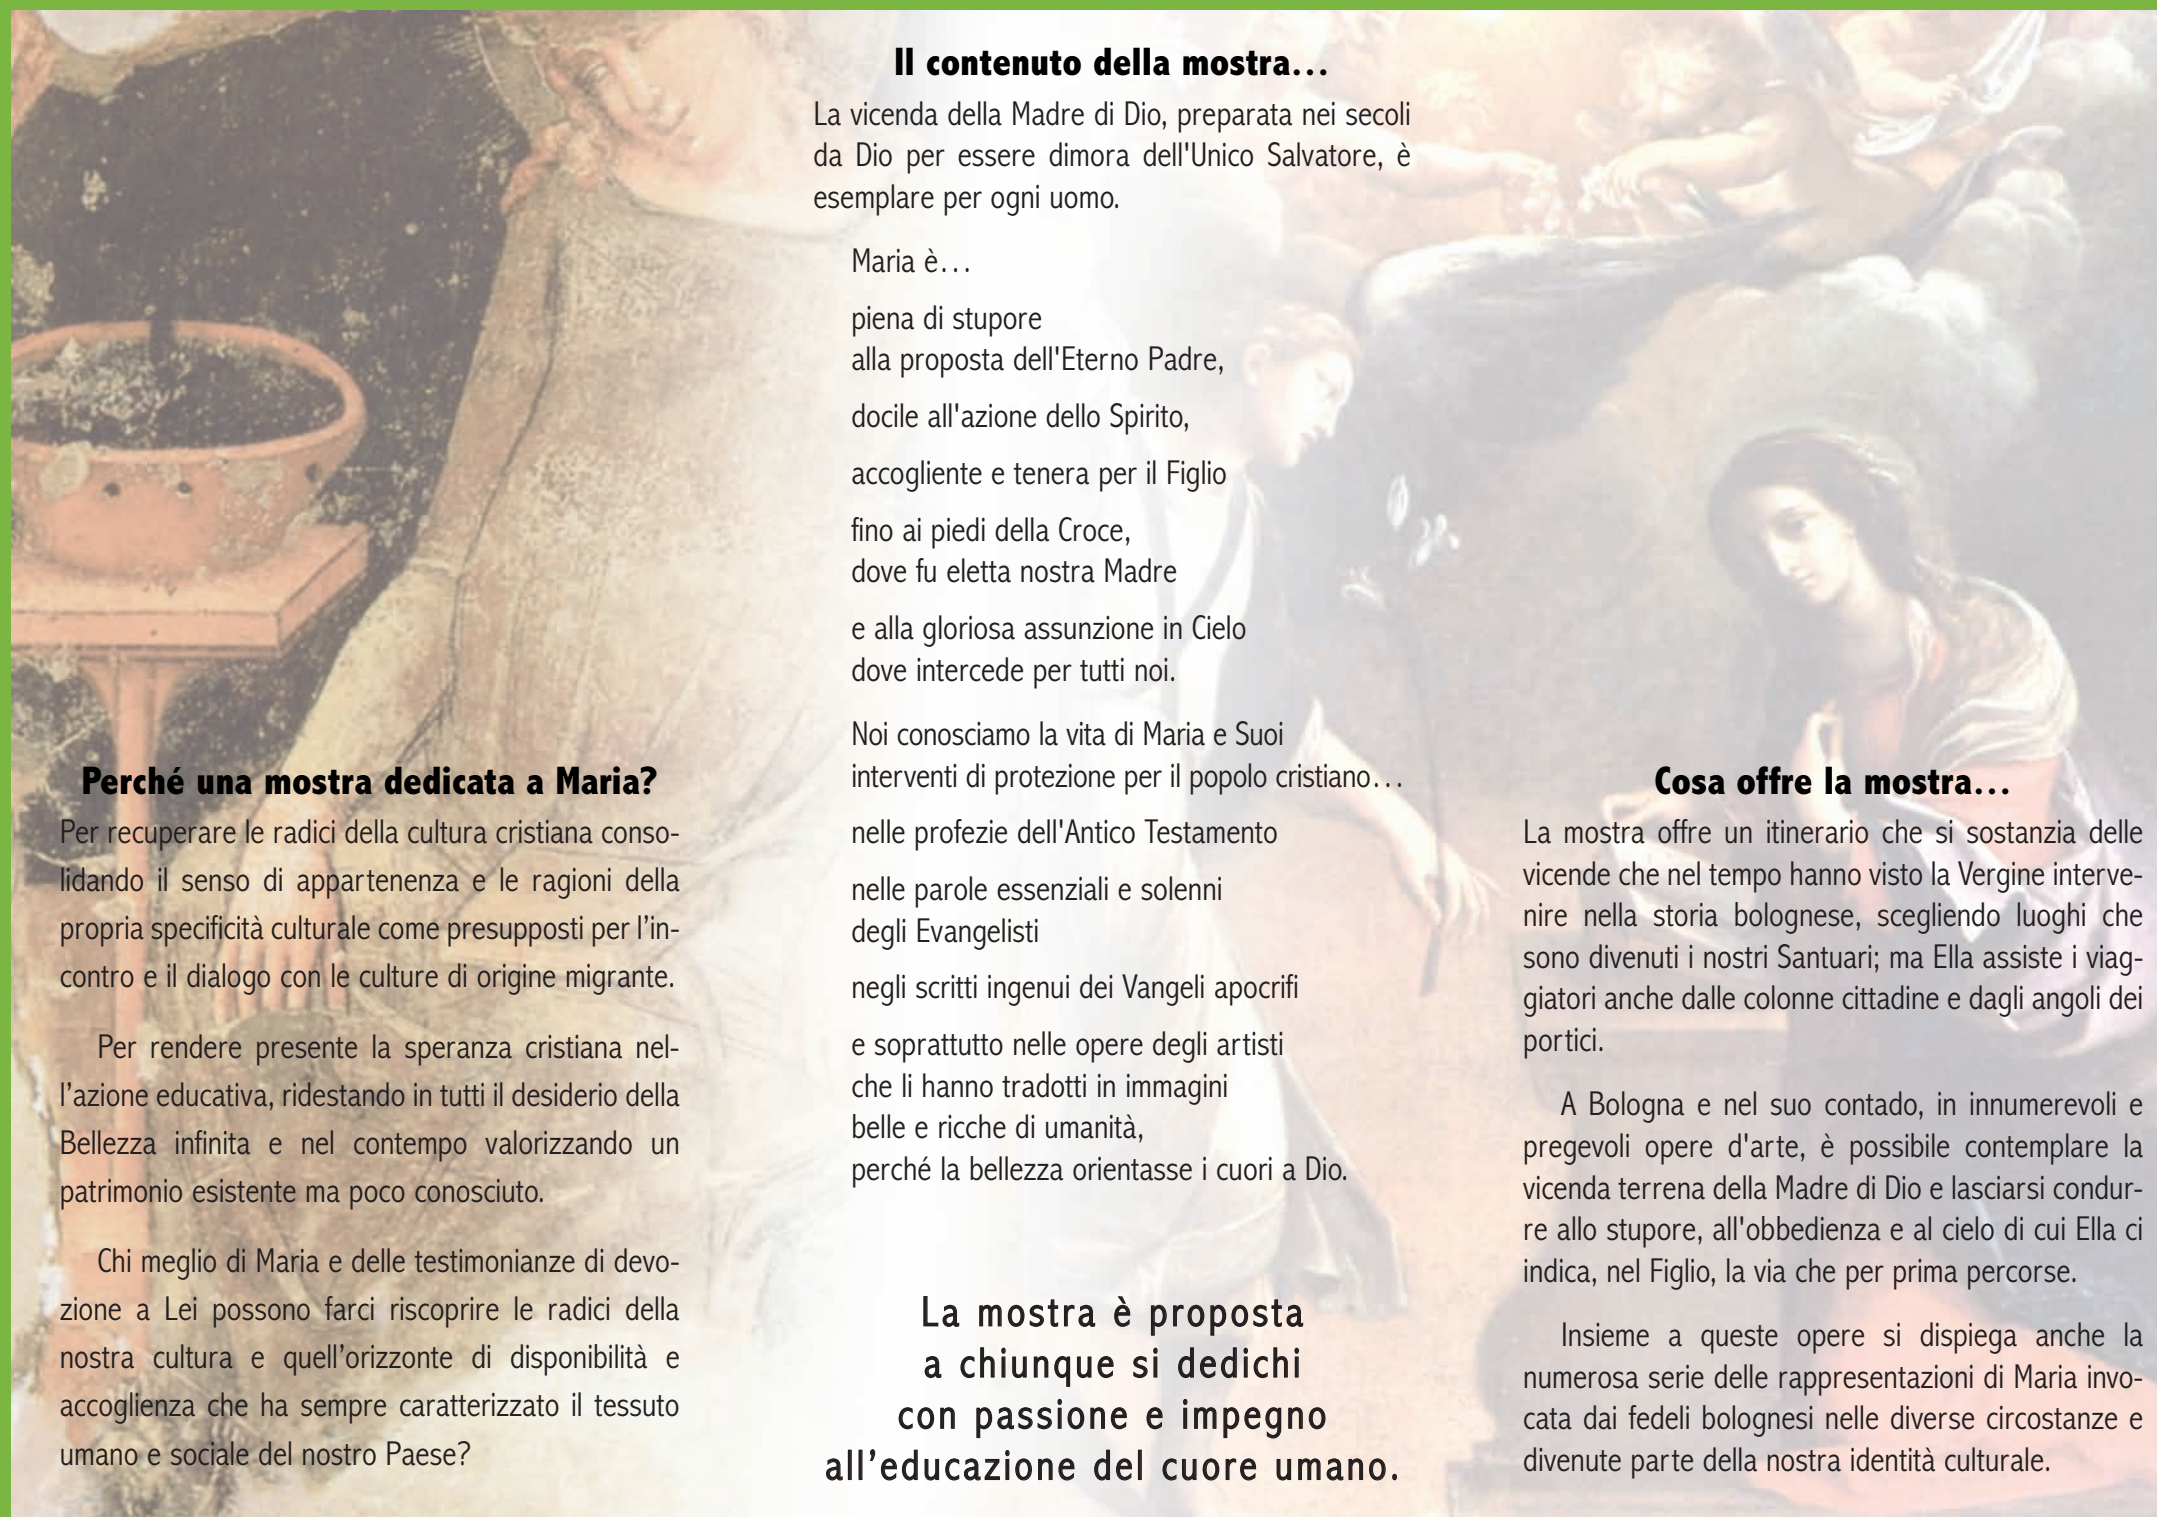 Perché una mostra dedicata a Maria?
Per recuperare le radici della cultura cristiana conso-
lidando il senso di appartenenza e le ragioni della
propria specificità culturale come presupposti per l’in-
contro e il dialogo con le culture di origine migrante.
Per rendere presente la speranza cristiana nel-
l’azione educativa, ridestando in tutti il desiderio della
Bellezza infinita e nel contempo valorizzando un
patrimonio esistente ma poco conosciuto.
Chi meglio di Maria e delle testimonianze di devo-
zione a Lei possono farci riscoprire le radici della
nostra cultura e quell’orizzonte di disponibilità e
accoglienza che ha sempre caratterizzato il tessuto
umano e sociale del nostro Paese?
Il contenuto della mostra…
La vicenda della Madre di Dio, preparata nei secoli
da Dio per essere dimora dell'Unico Salvatore, è
esemplare per ogni uomo.
Maria è…
piena di stupore
alla proposta dell'Eterno Padre,
docile all'azione dello Spirito,
accogliente e tenera per il Figlio
fino ai piedi della Croce,
dove fu eletta nostra Madre
e alla gloriosa assunzione in Cielo
dove intercede per tutti noi.
Noi conosciamo la vita di Maria e Suoi
interventi di protezione per il popolo cristiano…
nelle profezie dell'Antico Testamento
nelle parole essenziali e solenni
degli Evangelisti
negli scritti ingenui dei Vangeli apocrifi
e soprattutto nelle opere degli artisti
che li hanno tradotti in immagini
belle e ricche di umanità,
perché la bellezza orientasse i cuori a Dio.
La mostra è proposta
a chiunque si dedichi
con passione e impegno
all’educazione del cuore umano.
Cosa offre la mostra…
La mostra offre un itinerario che si sostanzia delle
vicende che nel tempo hanno visto la Vergine interve-
nire nella storia bolognese, scegliendo luoghi che
sono divenuti i nostri Santuari; ma Ella assiste i viag-
giatori anche dalle colonne cittadine e dagli angoli dei
portici.
A Bologna e nel suo contado, in innumerevoli e
pregevoli opere d'arte, è possibile contemplare la
vicenda terrena della Madre di Dio e lasciarsi condur-
re allo stupore, all'obbedienza e al cielo di cui Ella ci
indica, nel Figlio, la via che per prima percorse.
Insieme a queste opere si dispiega anche la
numerosa serie delle rappresentazioni di Maria invo-
cata dai fedeli bolognesi nelle diverse circostanze e
divenute parte della nostra identità culturale.